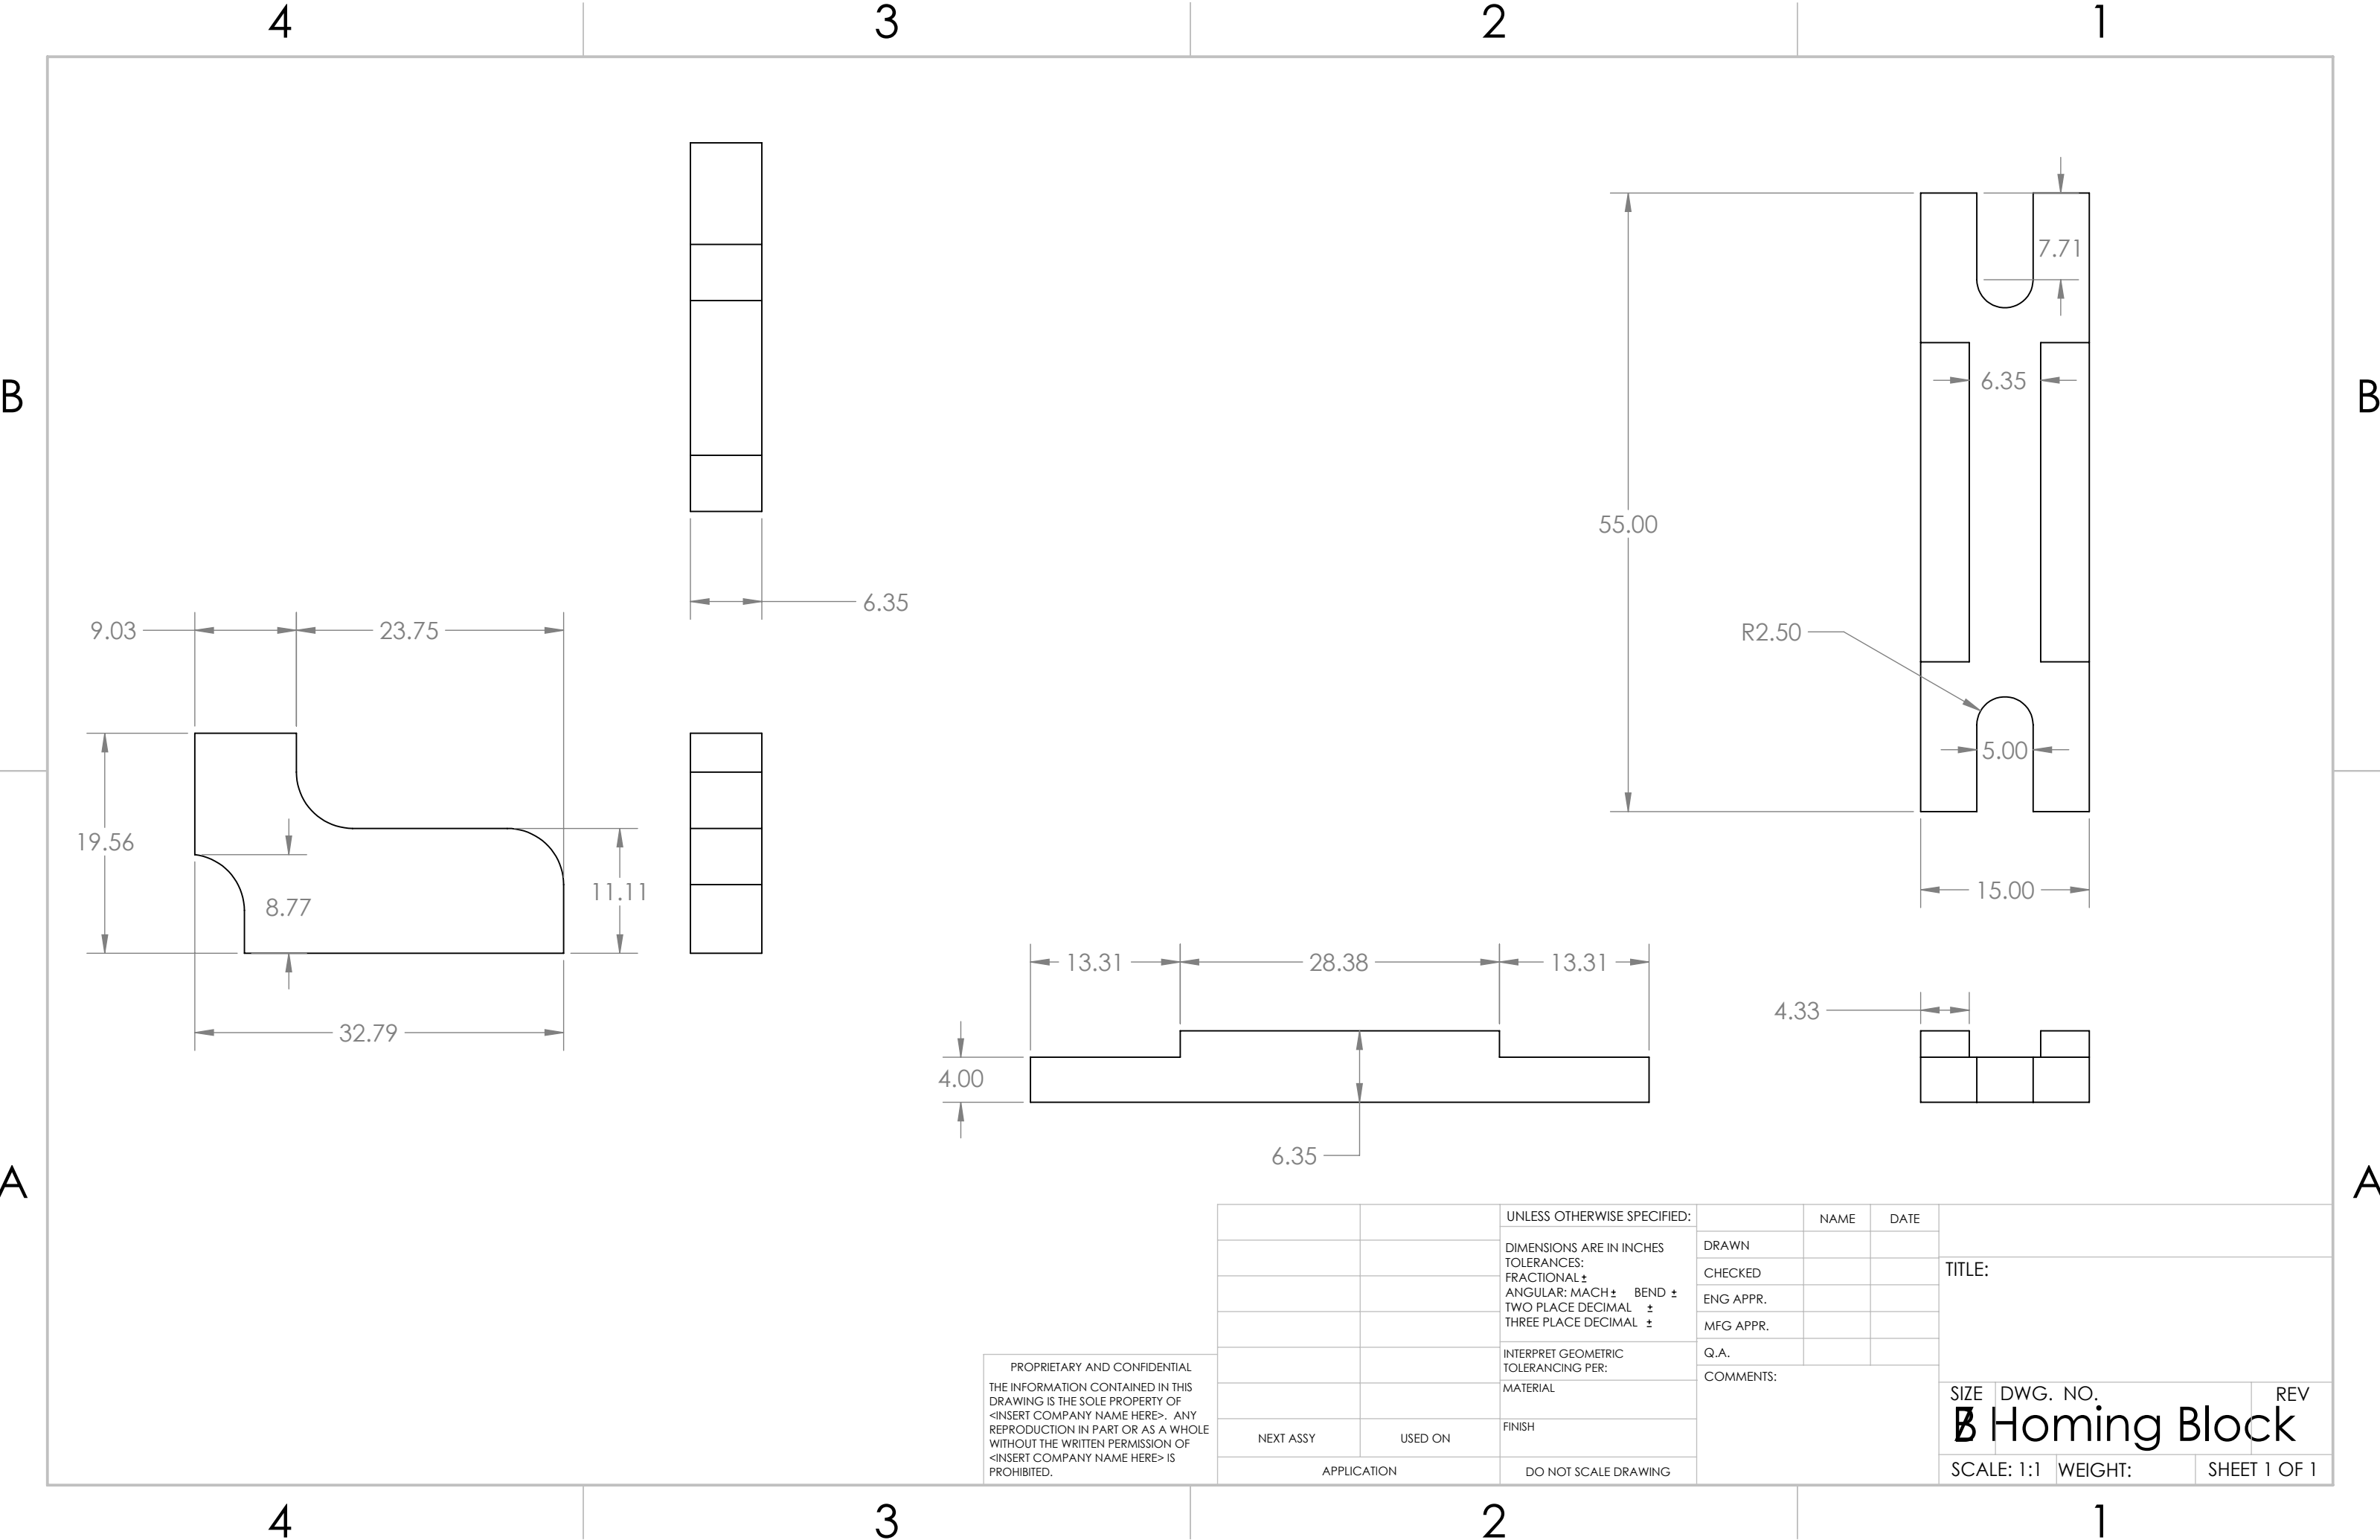 4 3 2 1
B B
A A
7.71
6.35
55.00
R2.50
5.00
15.00
6.35
9.03 23.75
19.56
8.77
11.11
32.79
13.31 28.38 13.31
4.00
6.35
4.33
PROPRIETARY AND CONFIDENTIAL
THE INFORMATION CONTAINED IN THIS
DRAWING IS THE SOLE PROPERTY OF
<INSERT COMPANY NAME HERE>. ANY
REPRODUCTION IN PART OR AS A WHOLE
WITHOUT THE WRITTEN PERMISSION OF
<INSERT COMPANY NAME HERE> IS
PROHIBITED.
NEXT ASSY USED ON
APPLICATION
UNLESS OTHERWISE SPECIFIED:
DIMENSIONS ARE IN INCHES
TOLERANCES:
FRACTIONAL ±
ANGULAR: MACH ± BEND ±
TWO PLACE DECIMAL ±
THREE PLACE DECIMAL ±
INTERPRET GEOMETRIC
TOLERANCING PER:
MATERIAL
FINISH
DO NOT SCALE DRAWING
NAME DATE
DRAWN
CHECKED
ENG APPR.
MFG APPR.
Q.A.
COMMENTS:
TITLE:
SIZE DWG. NO. REV
Homing Block
SCALE: 1:1 WEIGHT: SHEET 1 OF 1
4 3 2 1